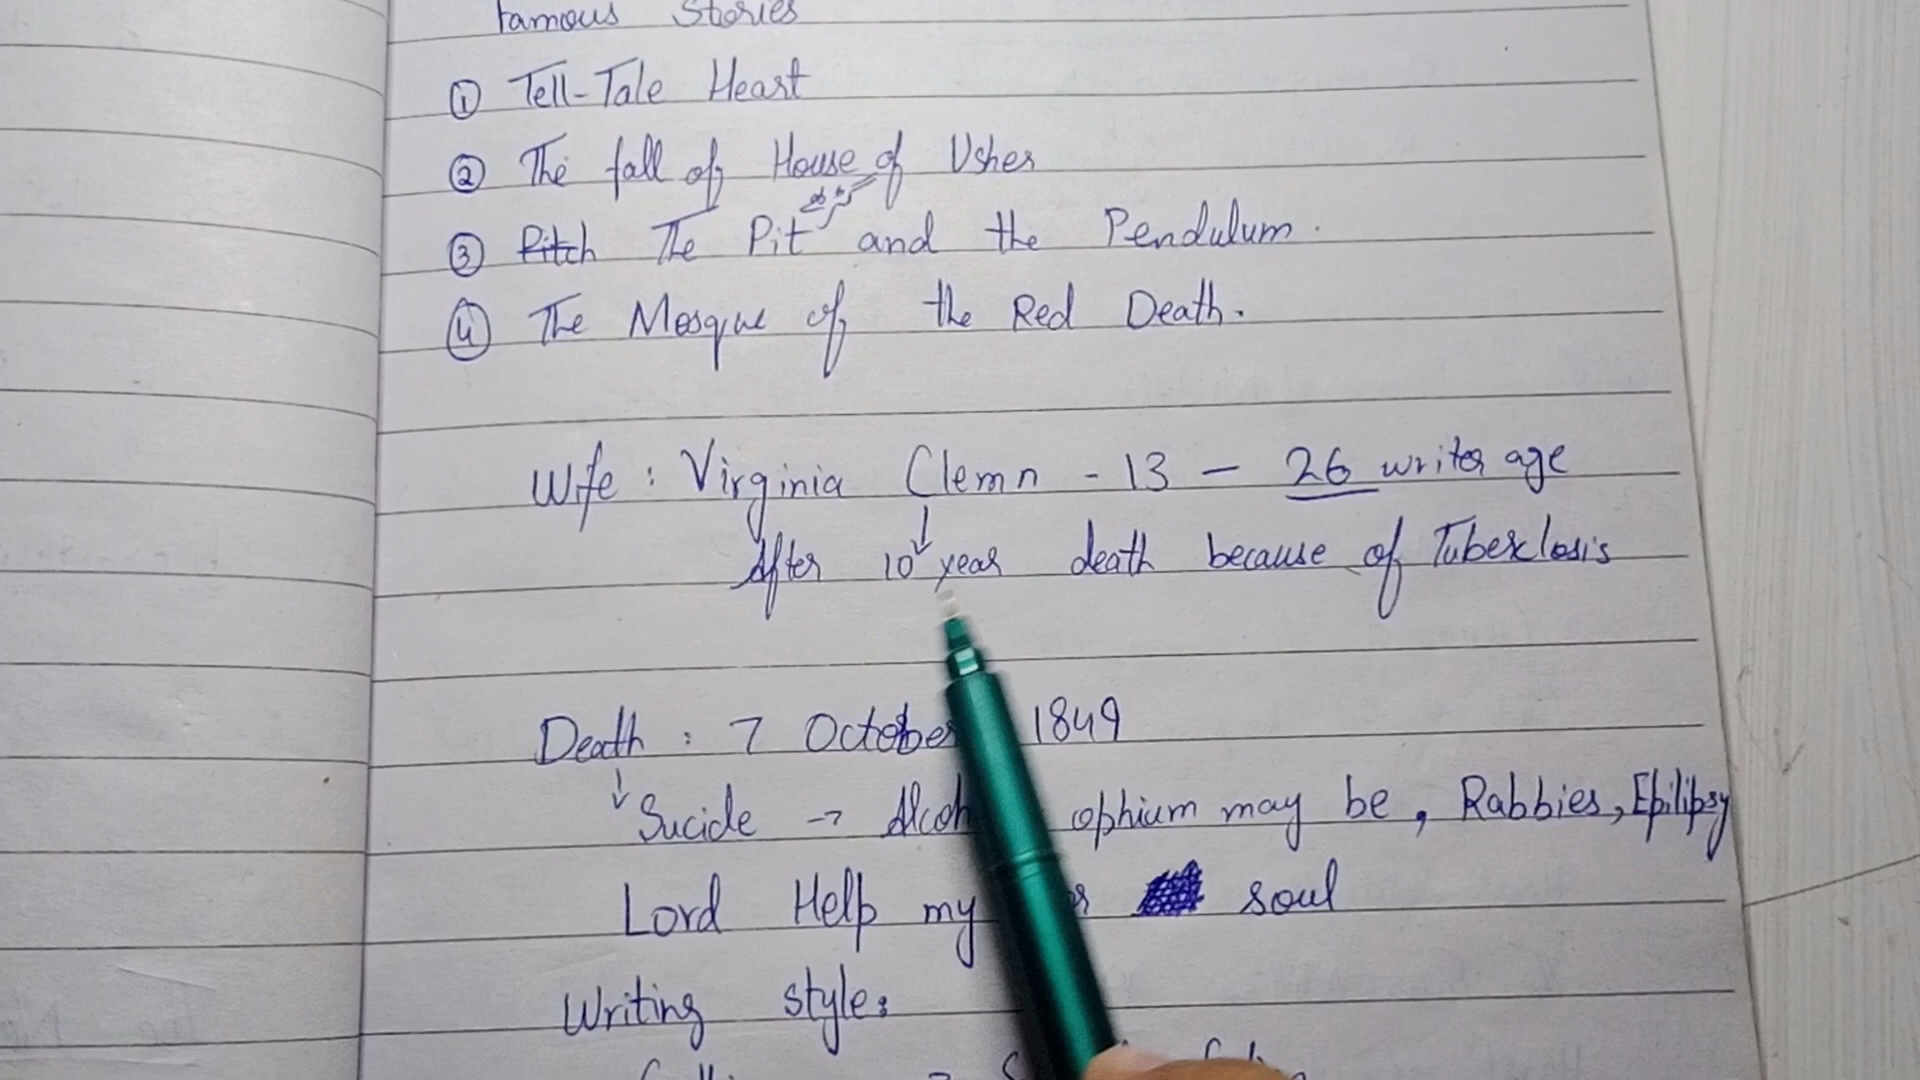 Famous Stories
① Tell-Tale Heart
② The fall of House of Usher
③ Pitch The Pit and the Pendulum.
④ The Mosque of the Red Death.
Wife : Virginia Clemn - 13 - 26 writer age
After 10 year death because of Tuberclosis
Death : 7 October 1849
Sucide → ophium may be, Rabbies, Epilipsy
Lord Help my soul
Writing style: